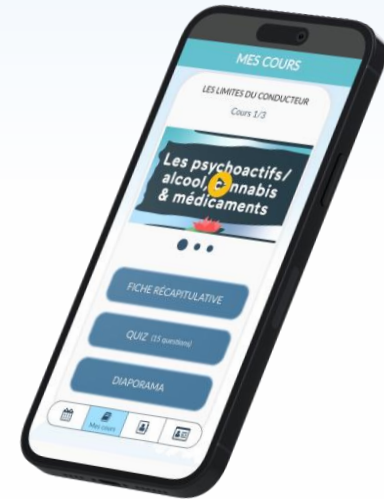 MES COURS
LES LIMITES DU CONDUCTEUR
Cours 1/3
Les psychoactifs/
alcool, cannabis
& médicaments
FICHE RÉCAPITULATIVE
QUIZ (15 questions)
DIAPORAMA
Mes cours